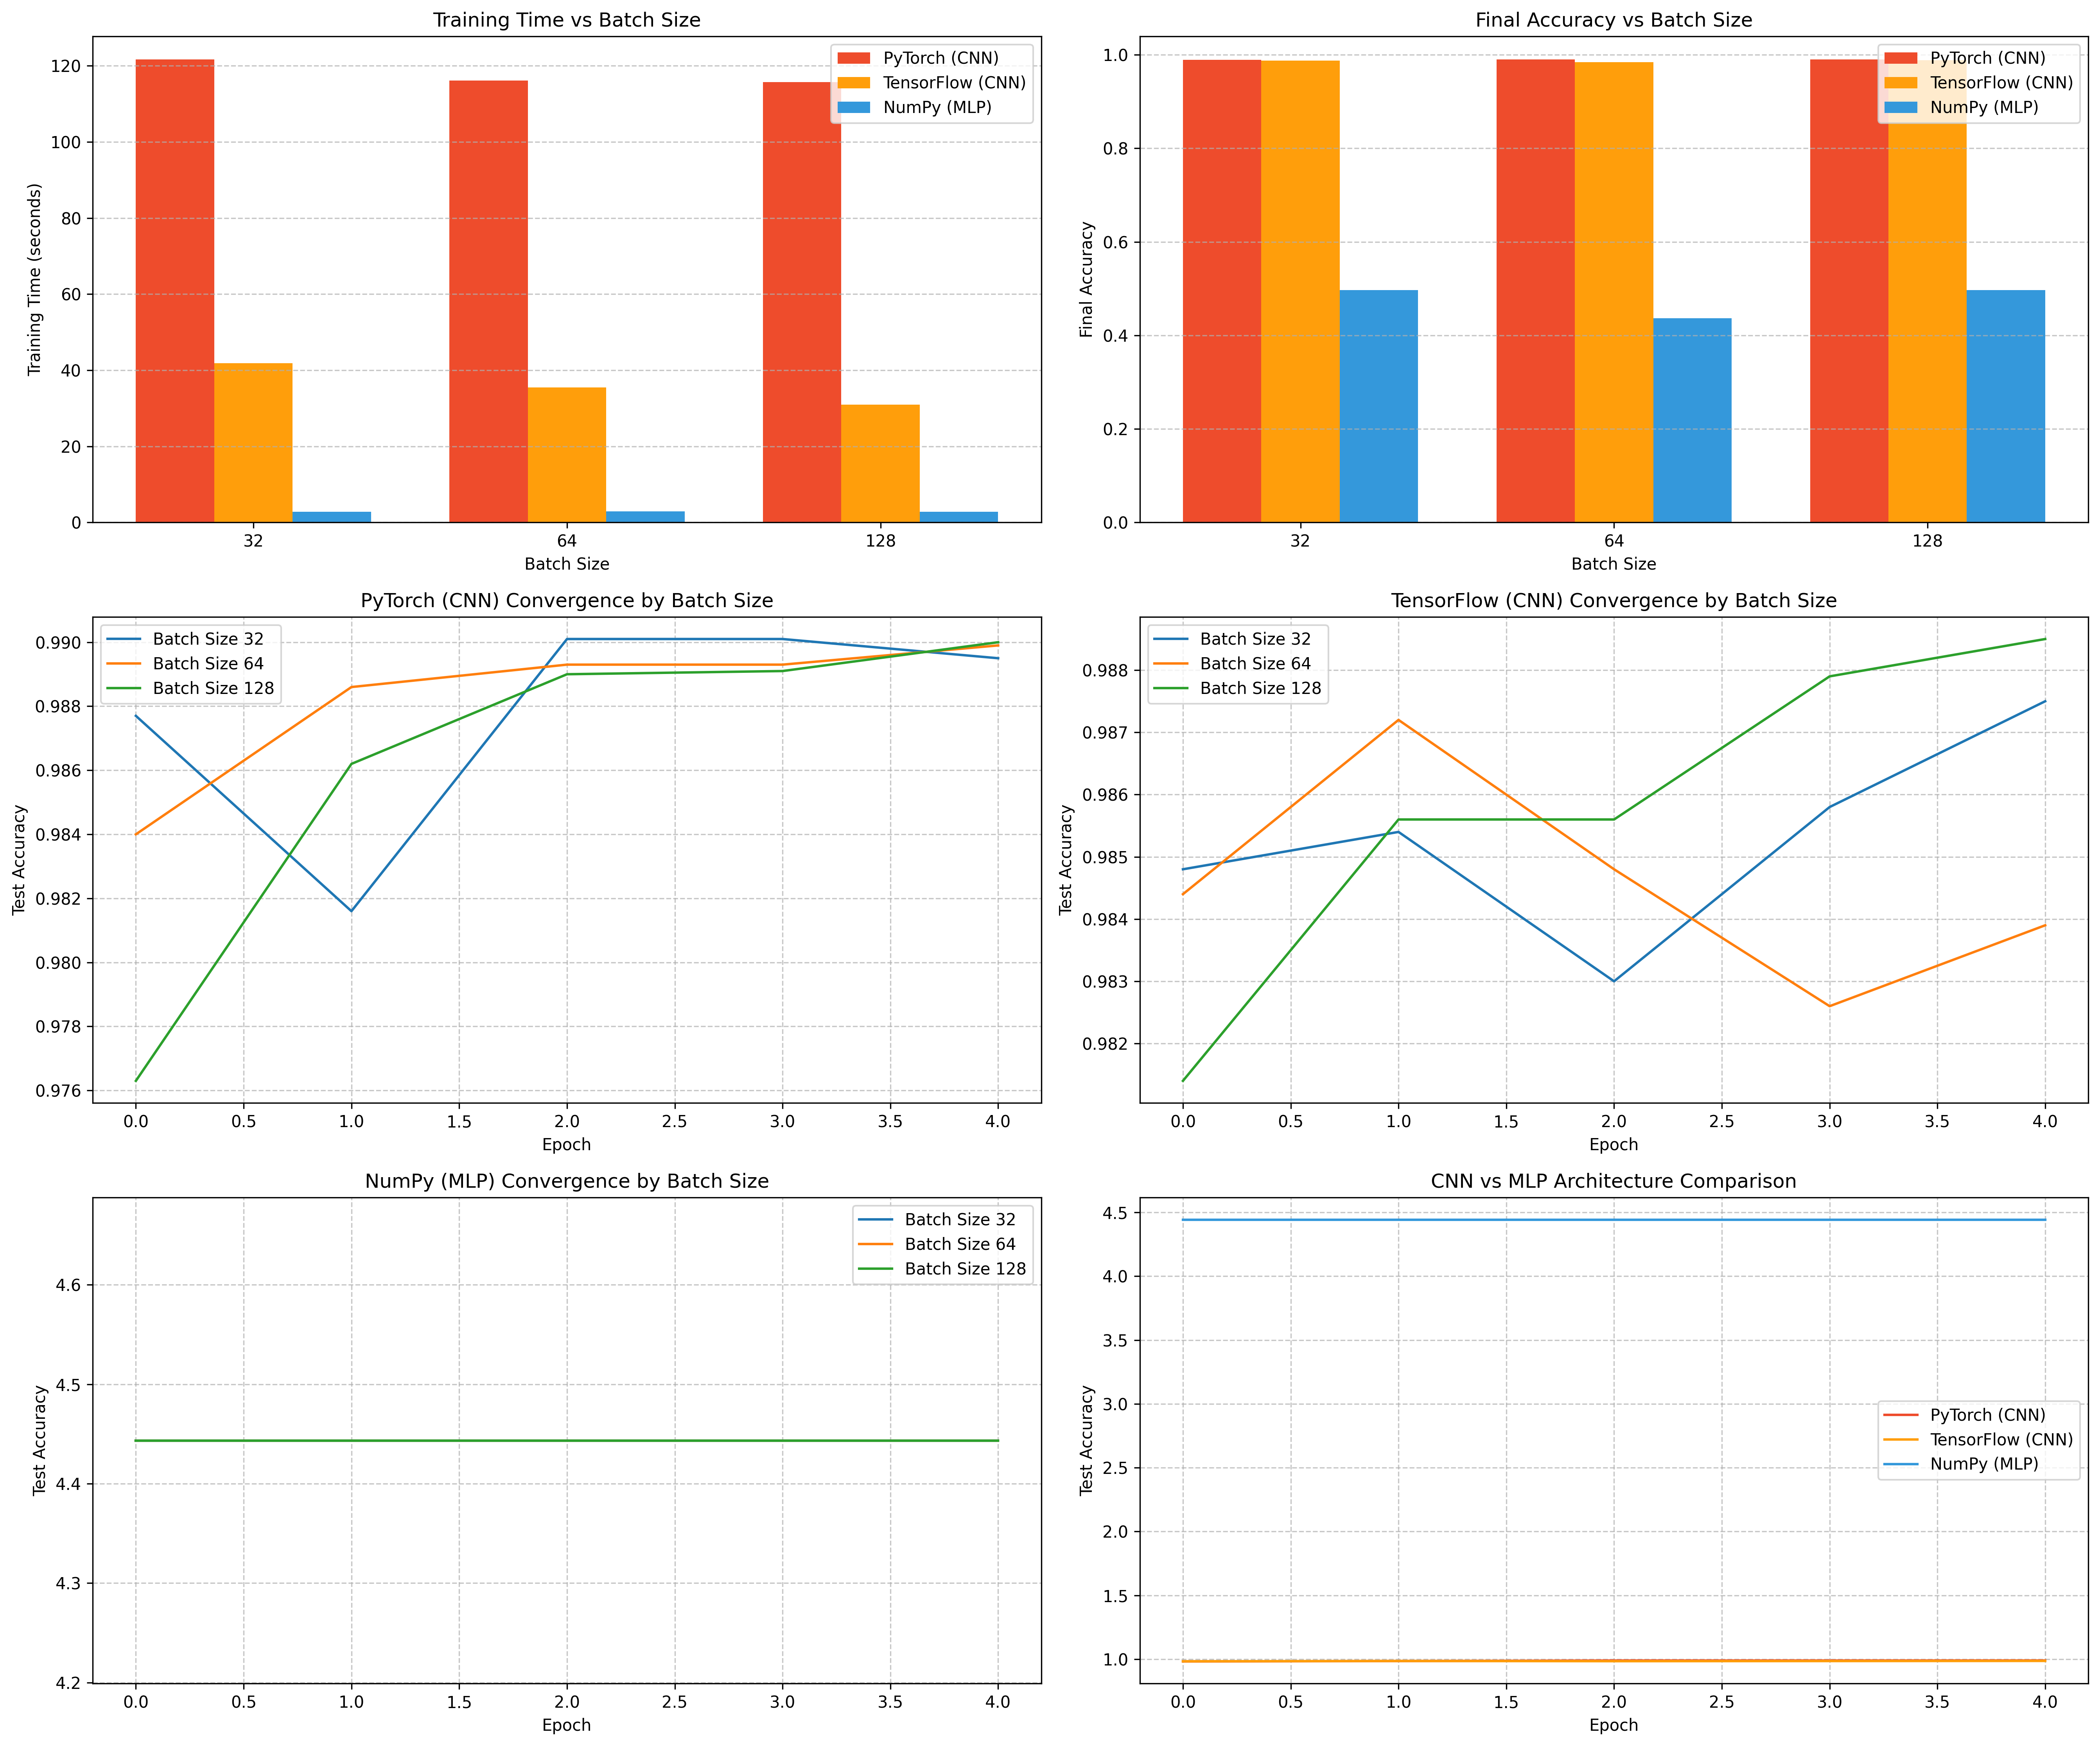 Training Time vs Batch Size
Training Time (seconds)
120
100
80
60
40
20
0
PyTorch (CNN)
TensorFlow (CNN)
NumPy (MLP)
32
64
128
Batch Size
Final Accuracy vs Batch Size
Final Accuracy
1.0
0.8
0.6
0.4
0.2
0.0
PyTorch (CNN)
TensorFlow (CNN)
NumPy (MLP)
32
64
128
Batch Size
PyTorch (CNN) Convergence by Batch Size
Test Accuracy
0.990
0.988
0.986
0.984
0.982
0.980
0.978
0.976
Batch Size 32
Batch Size 64
Batch Size 128
0.0 0.5 1.0 1.5 2.0 2.5 3.0 3.5 4.0
Epoch
TensorFlow (CNN) Convergence by Batch Size
Test Accuracy
0.988
0.987
0.986
0.985
0.984
0.983
0.982
Batch Size 32
Batch Size 64
Batch Size 128
0.0 0.5 1.0 1.5 2.0 2.5 3.0 3.5 4.0
Epoch
NumPy (MLP) Convergence by Batch Size
Test Accuracy
4.6
4.5
4.4
4.3
4.2
Batch Size 32
Batch Size 64
Batch Size 128
0.0 0.5 1.0 1.5 2.0 2.5 3.0 3.5 4.0
Epoch
CNN vs MLP Architecture Comparison
Test Accuracy
4.5
4.0
3.5
3.0
2.5
2.0
1.5
1.0
PyTorch (CNN)
TensorFlow (CNN)
NumPy (MLP)
0.0 0.5 1.0 1.5 2.0 2.5 3.0 3.5 4.0
Epoch